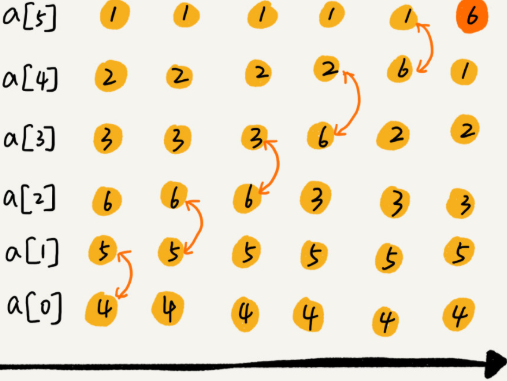 a[5] 1 1 1 1 1 6
a[4] 2 2 2 2 6 1
a[3] 3 3 3 6 2 2
a[2] 6 6 6 3 3 3
a[1] 5 5 5 5 5 5
a[0] 4 4 4 4 4 4